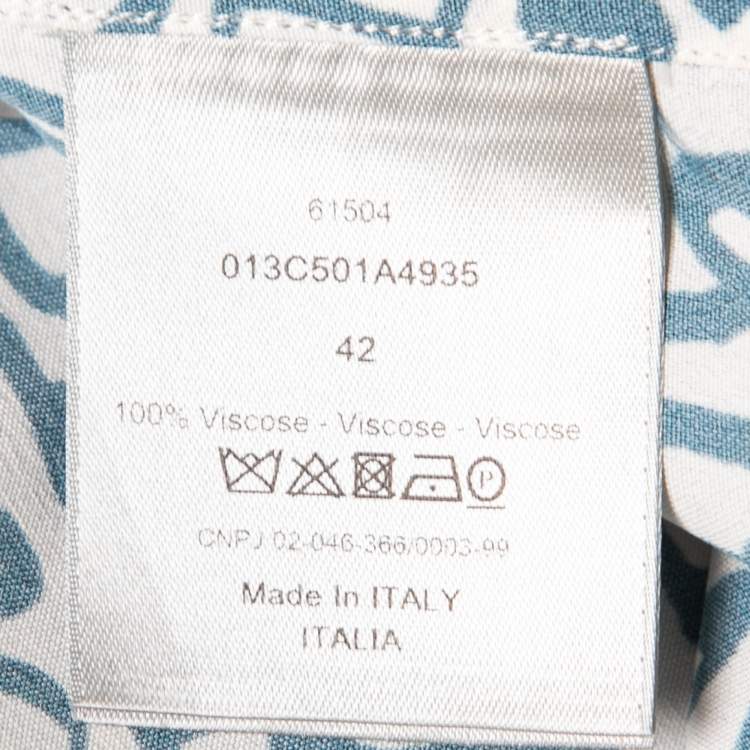 61504
013C501A4935
42
100% Viscose - Viscose - Viscose
P
CNPJ 02-046-366/0003-99
Made In ITALY
ITALIA